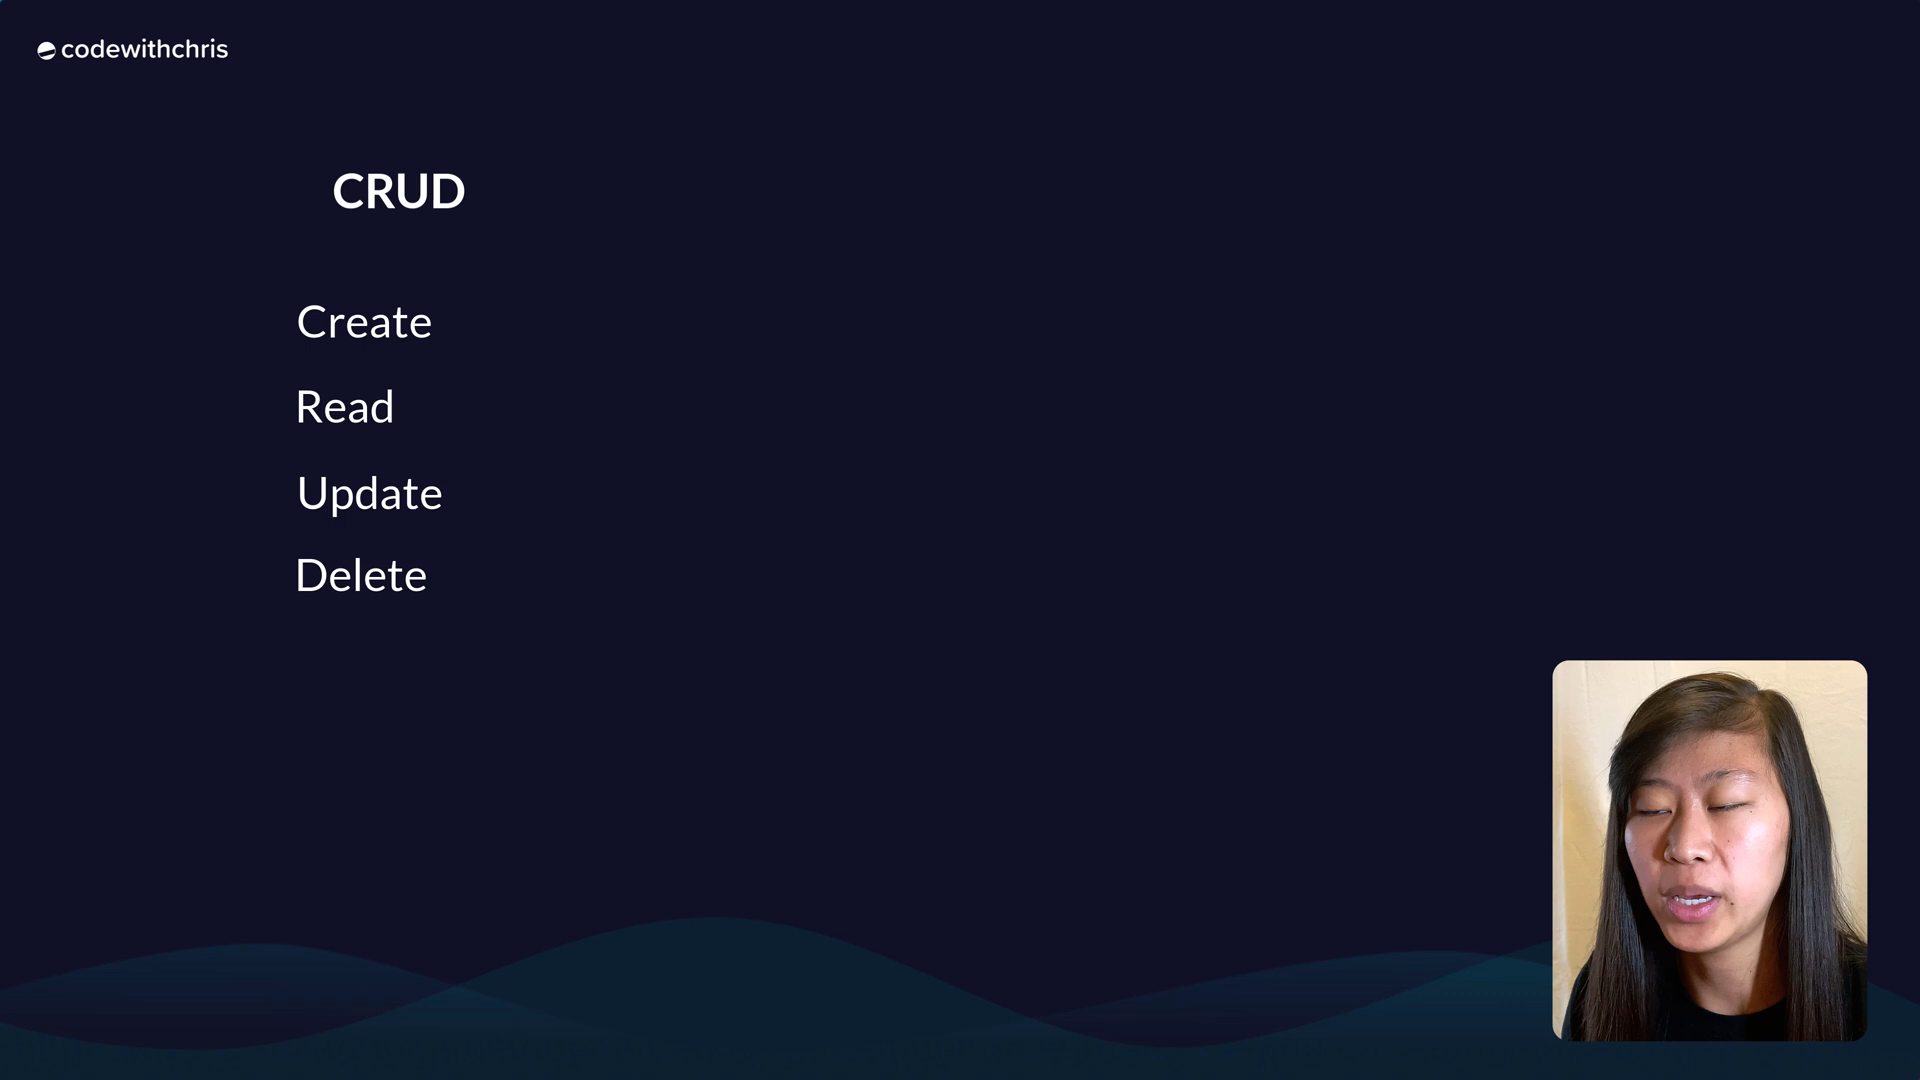 codewithchris
CRUD
Create
Read
Update
Delete